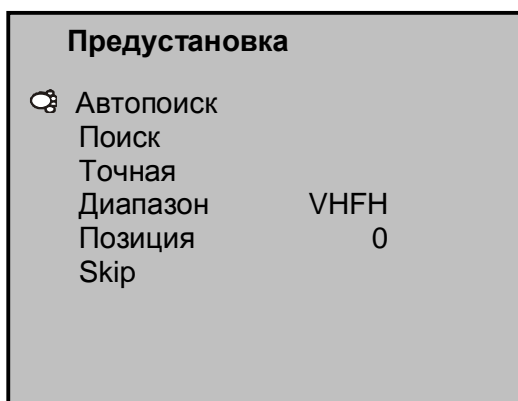 Предустановка
Автопоиск
Поиск
Точная
Диапазон VHFH
Позиция 0
Skip